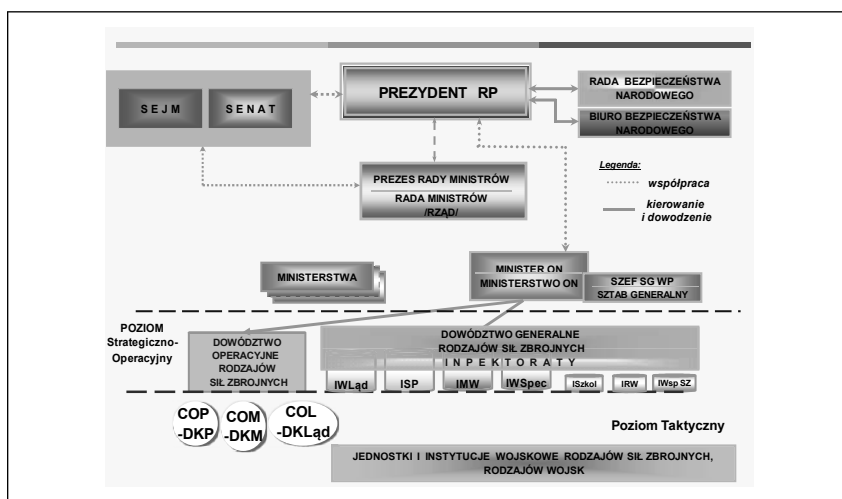 PREZYDENT RP
RADA BEZPIECZEŃSTWA
NARODOWEGO
S E J M
S E N A T
BIURO BEZPIECZEŃSTWA
NARODOWEGO
Legenda:
współpraca
kierowanie
i dowodzenie
PREZES RADY MINISTRÓW
RADA MINISTRÓW
/RZĄD/
MINISTERSTWA
MINISTER ON
MINISTERSTWO ON
SZEF SG WP
SZTAB GENERALNY
POZIOM
Strategiczno-
Operacyjny
DOWÓDZTWO
OPERACYJNE
RODZAJÓW
SIŁ ZBROJNYCH
DOWÓDZTWO GENERALNE
RODZAJÓW SIŁ ZBROJNYCH
I N P E K T O R A T Y
IWLąd
ISP
IMW
IWSpec
ISzkol
IRW
IWsp SZ
COP
-DKP
COM
-DKM
COL
-DKLąd
Poziom Taktyczny
JEDNOSTKI I INSTYTUCJE WOJSKOWE RODZAJÓW SIŁ ZBROJNYCH,
RODZAJÓW WOJSK